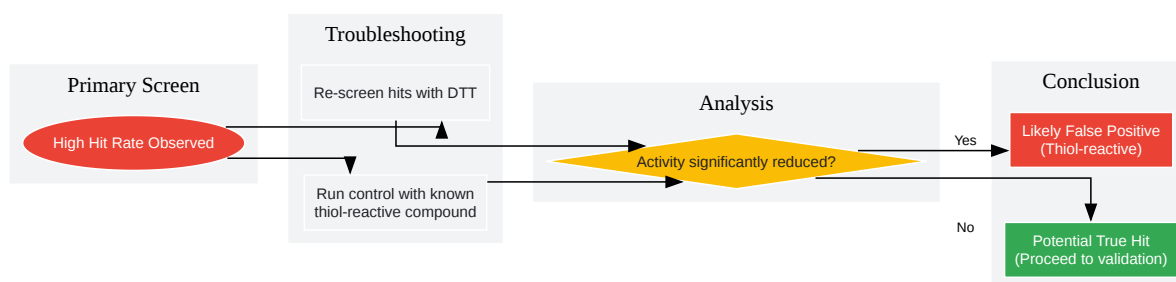 Primary Screen
High Hit Rate Observed
Troubleshooting
Re-screen hits with DTT
Run control with known
thiol-reactive compound
Analysis
Activity significantly reduced?
Yes
No
Conclusion
Likely False Positive
(Thiol-reactive)
Potential True Hit
(Proceed to validation)